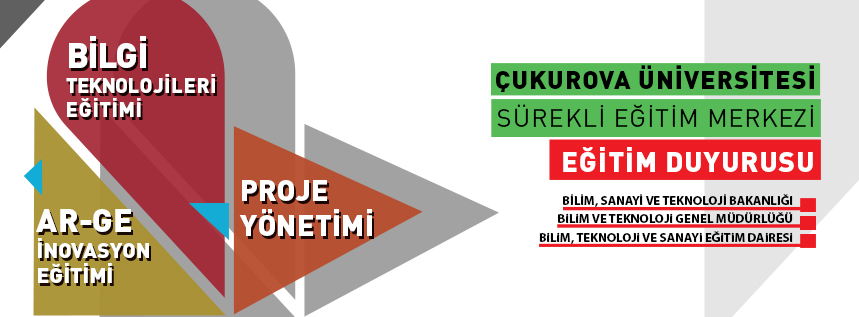 BİLGİ
TEKNOLOJİLERİ
EĞİTİMİ
AR-GE
İNOVASYON
EĞİTİMİ
PROJE
YÖNETİMİ
ÇUKUROVA ÜNİVERSİTESİ
SÜREKLİ EĞİTİM MERKEZİ
EĞİTİM DUYURUSU
BİLİM, SANAYİ VE TEKNOLOJİ BAKANLIĞI
BİLİM VE TEKNOLOJİ GENEL MÜDÜRLÜĞÜ
BİLİM, TEKNOLOJİ VE SANAYİ EĞİTİM DAİRESİ